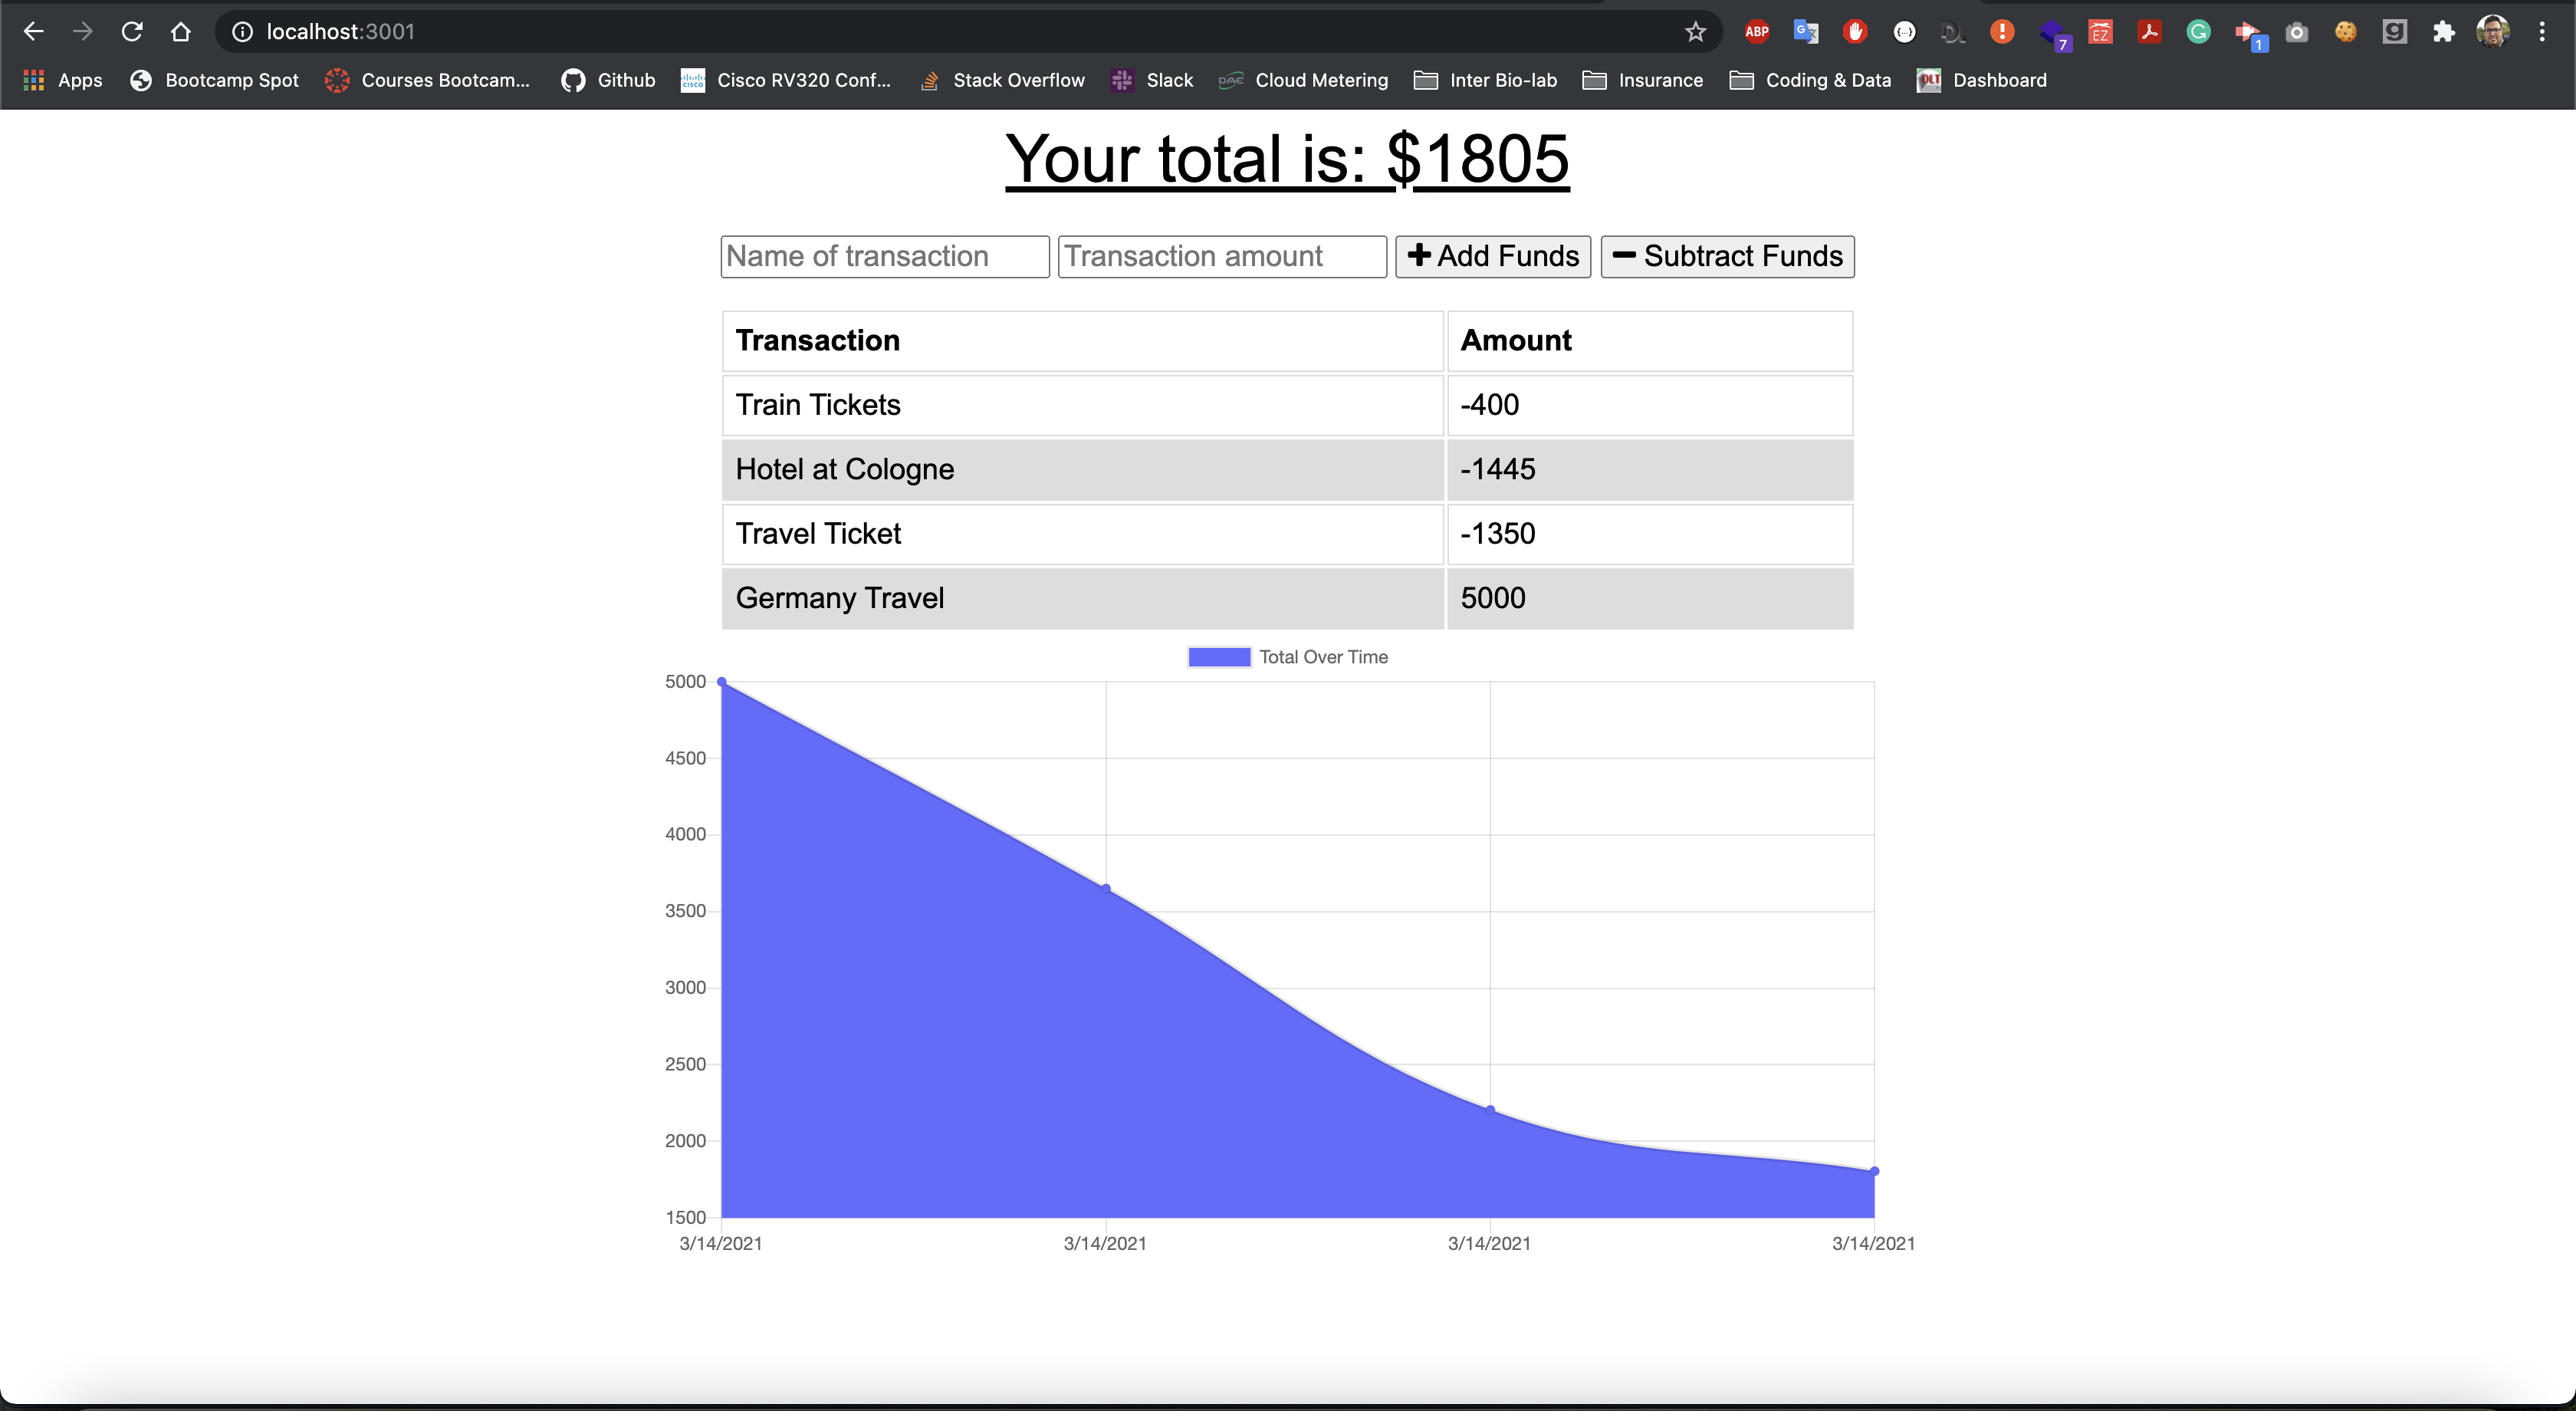 localhost:3001
ABP
7
EZ
1
Apps Bootcamp Spot Courses Bootcam... Github Cisco RV320 Conf... Stack Overflow Slack Cloud Metering Inter Bio-lab Insurance Coding & Data Dashboard
Your total is: $1805
Name of transaction Transaction amount Add Funds Subtract Funds
Transaction Amount
Train Tickets -400
Hotel at Cologne -1445
Travel Ticket -1350
Germany Travel 5000
Total Over Time
5000
4500
4000
3500
3000
2500
2000
1500
3/14/2021 3/14/2021 3/14/2021 3/14/2021